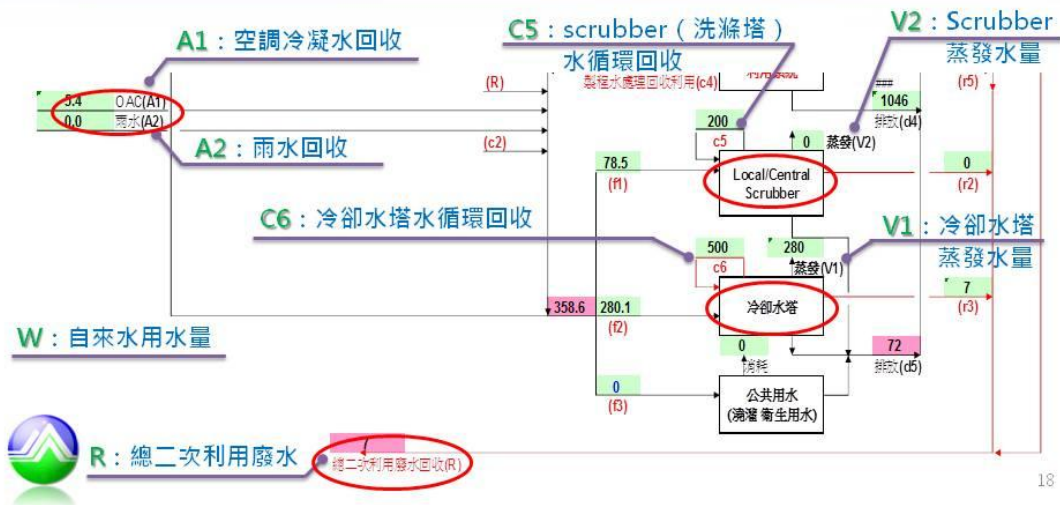 A1：空調冷凝水回收
C5：scrubber（洗滌塔）
水循環回收
V2：Scrubber
蒸發水量
(R)
製程水處理回收利用(c4)
###
(r5)
OAC(A1)
0.0 雨水(A2)
1046
排放(d4)
200
c5
0 蒸發(V2)
A2：雨水回收
(c2)
78.5
(f1)
Local/Central
Scrubber
0
(r2)
C6：冷卻水塔水循環回收
V1：冷卻水塔
蒸發水量
500
280
c6
蒸發(V1)
7
(r3)
358.6
280.1
(f2)
冷卻水塔
W：自來水用水量
0
消耗
72
排放(d5)
0
(f3)
公共用水
(澆灌 衛生用水)
R：總二次利用廢水
7
總二次利用廢水回收(R)
18